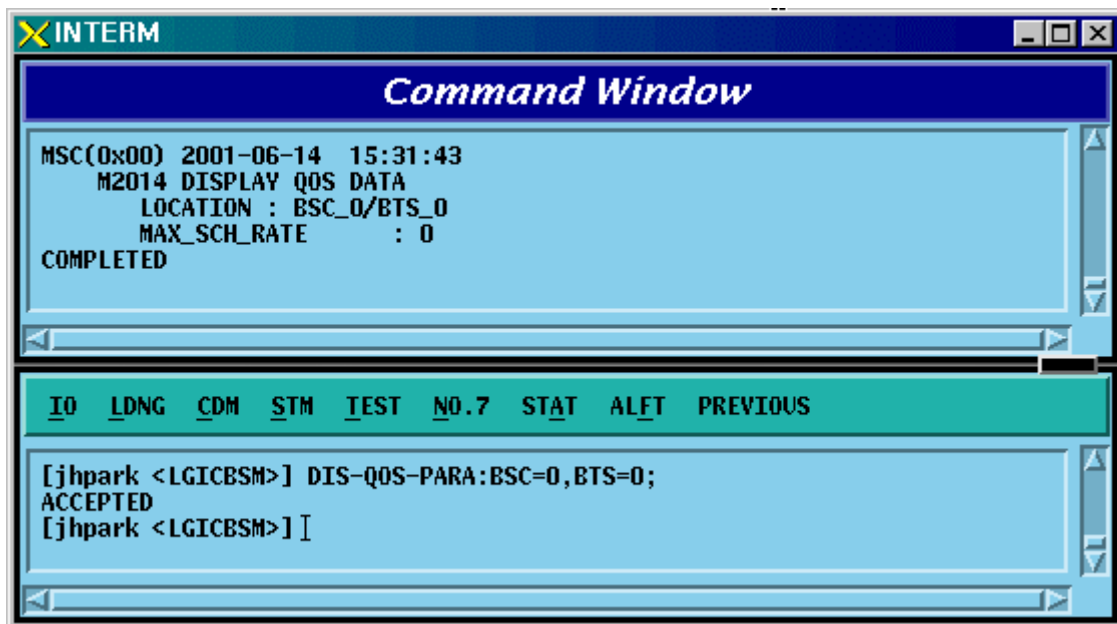 INTERM
Command Window
MSC(0x00) 2001-06-14 15:31:43
M2014 DISPLAY QOS DATA
LOCATION : BSC_0/BTS_0
MAX_SCH_RATE : 0
COMPLETED
IO LDNG CDM STM TEST NO.7 STAT ALFT PREVIOUS
[jhpark <LGICBSM>] DIS-QOS-PARA:BSC=0,BTS=0;
ACCEPTED
[jhpark <LGICBSM>]